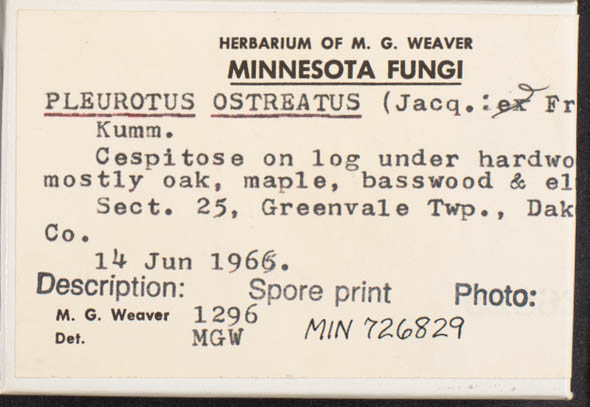 HERBARIUM OF M. G. WEAVER
MINNESOTA FUNGI
PLEUROTUS OSTREATUS (Jacq.: ex Fr
Kumm.
Cespitose on log under hardwo
mostly oak, maple, basswood & el
Sect. 25, Greenvale Twp., Dak
Co.
14 Jun 1966.
Description: Spore print Photo:
M. G. Weaver 1296
Det. MGW
MIN 726829